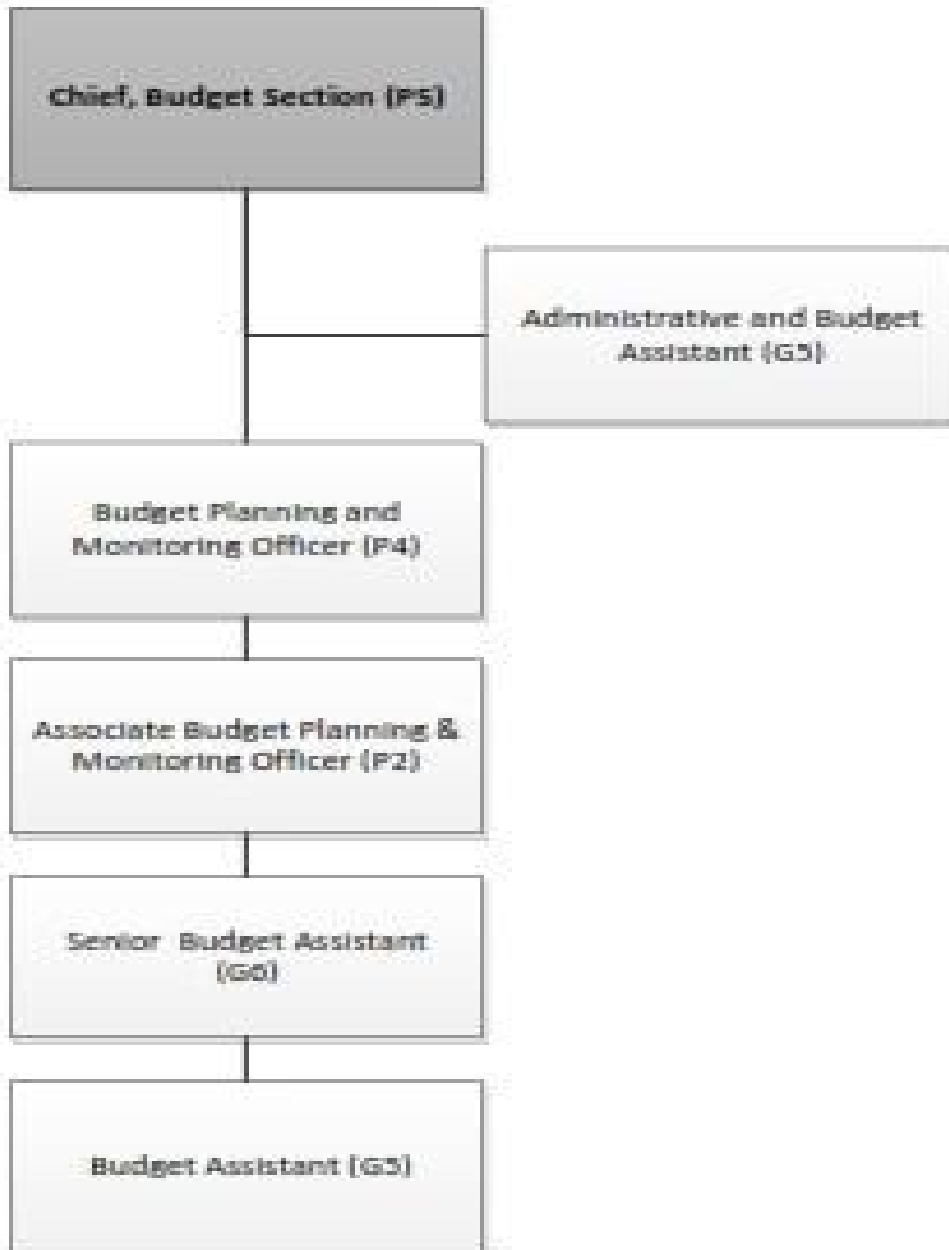 Chief, Budget Section (P5)
Administrative and Budget
Assistant (G5)
Budget Planning and
Monitoring Officer (P4)
Associate Budget Planning &
Monitoring Officer (P2)
Senior Budget Assistant
(G6)
Budget Assistant (G5)